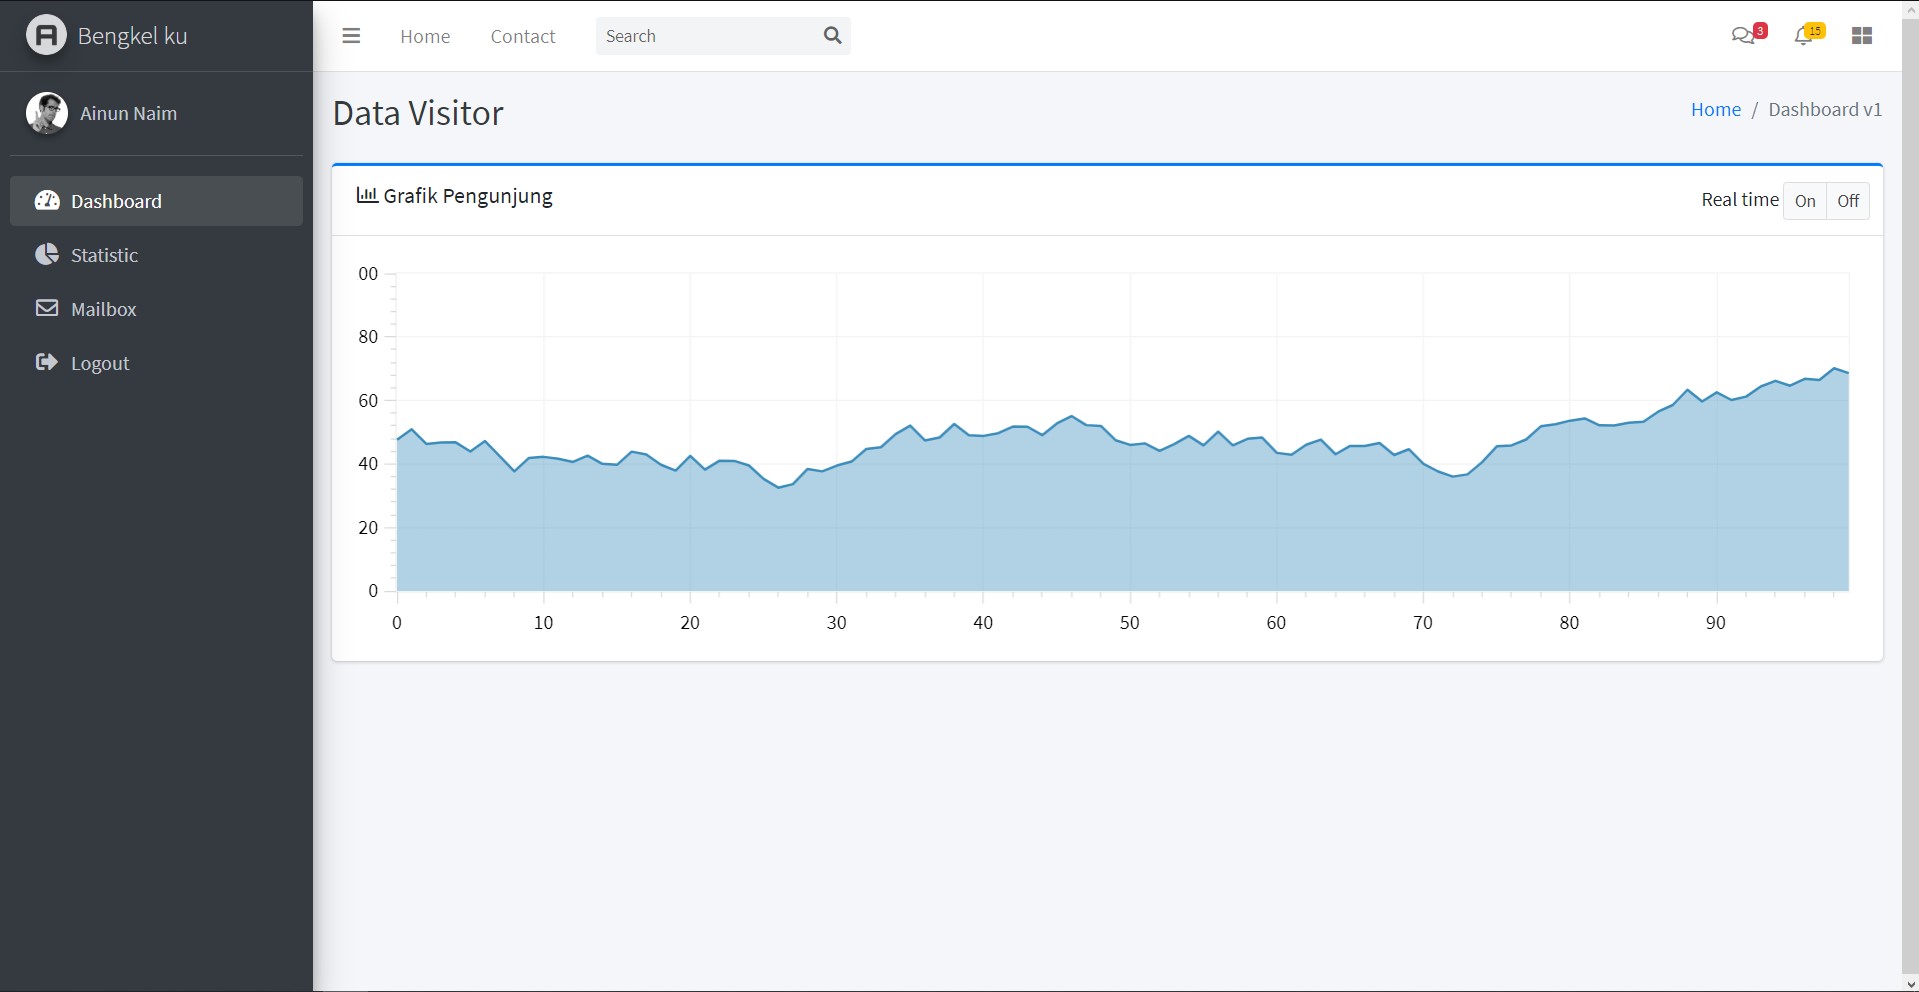 Bengkel ku
Home Contact Search 3 15
Ainun Naim
Data Visitor
Home / Dashboard v1
Dashboard
Statistic
Mailbox
Logout
Grafik Pengunjung
Real time On Off
00
80
60
40
20
0
0 10 20 30 40 50 60 70 80 90